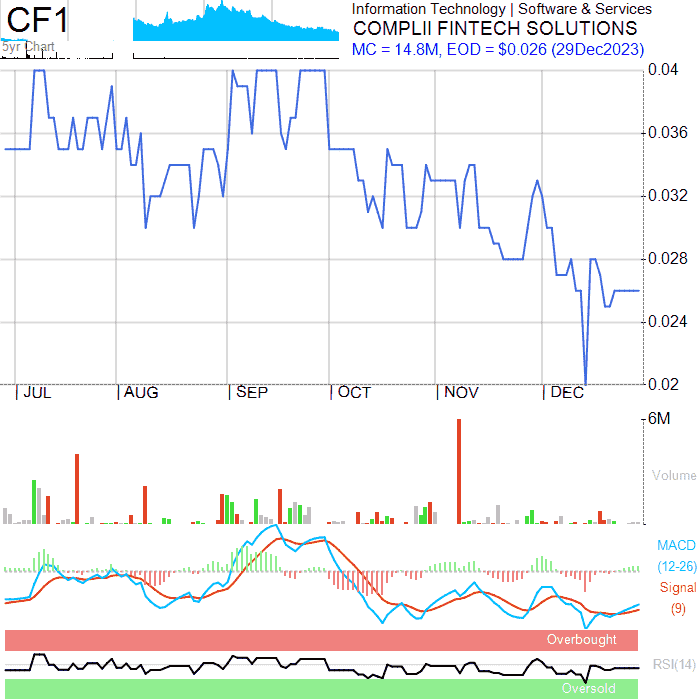 CF1
Information Technology | Software & Services
COMPLII FINTECH SOLUTIONS
5yr Chart
MC = 14.8M, EOD = $0.026 (29Dec2023)
0.04
0.036
0.032
0.028
0.024
0.02
| JUL | AUG | SEP | OCT | NOV | DEC
6M
Volume
MACD
(12-26)
Signal
(9)
Overbought
RSI(14)
Oversold